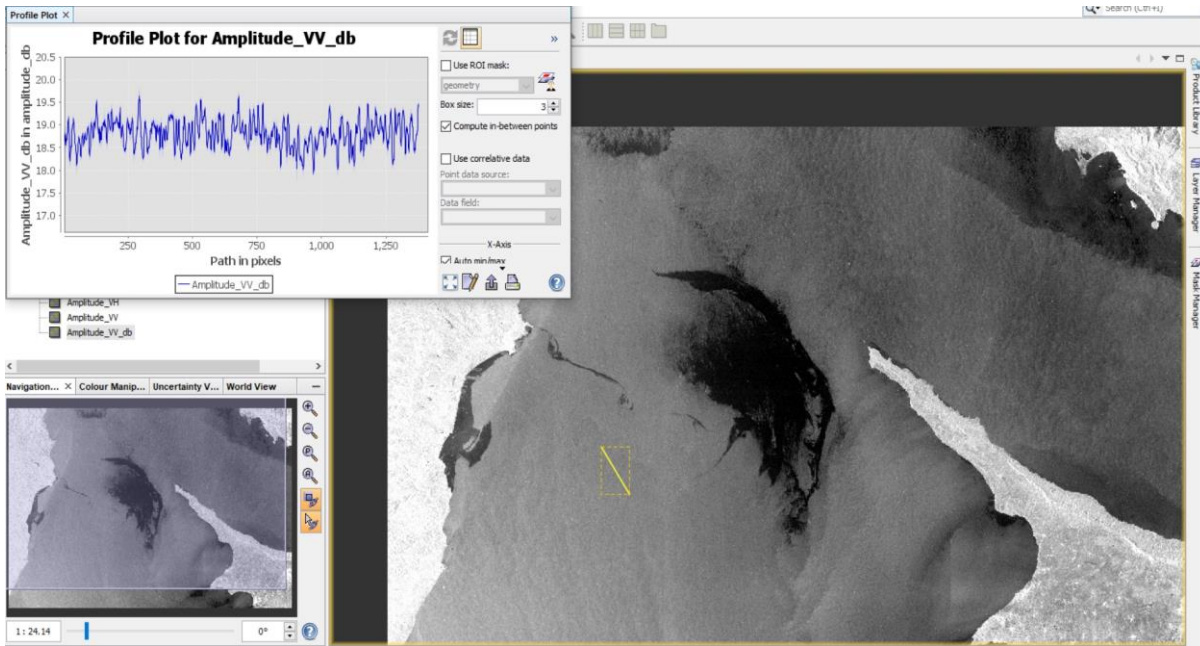 Profile Plot ×
Search (Ctrl+I)
Profile Plot for Amplitude_VV_db
Amplitude_VV_db in amplitude_db
20.5
20.0
19.5
19.0
18.5
18.0
17.5
17.0
250
500
750
1,000
1,250
Path in pixels
Amplitude_VV_db
»
Use ROI mask:
geometry
Box size:
3
Compute in-between points
Use correlative data
Point data source:
Data field:
X-Axis
Auto min/max
Amplitude_VH
Amplitude_VV
Amplitude_VV_db
Navigation... × Colour Manip... Uncertainty V... World View
1 : 24.14
0°
Product Library
Layer Manager
Mask Manager